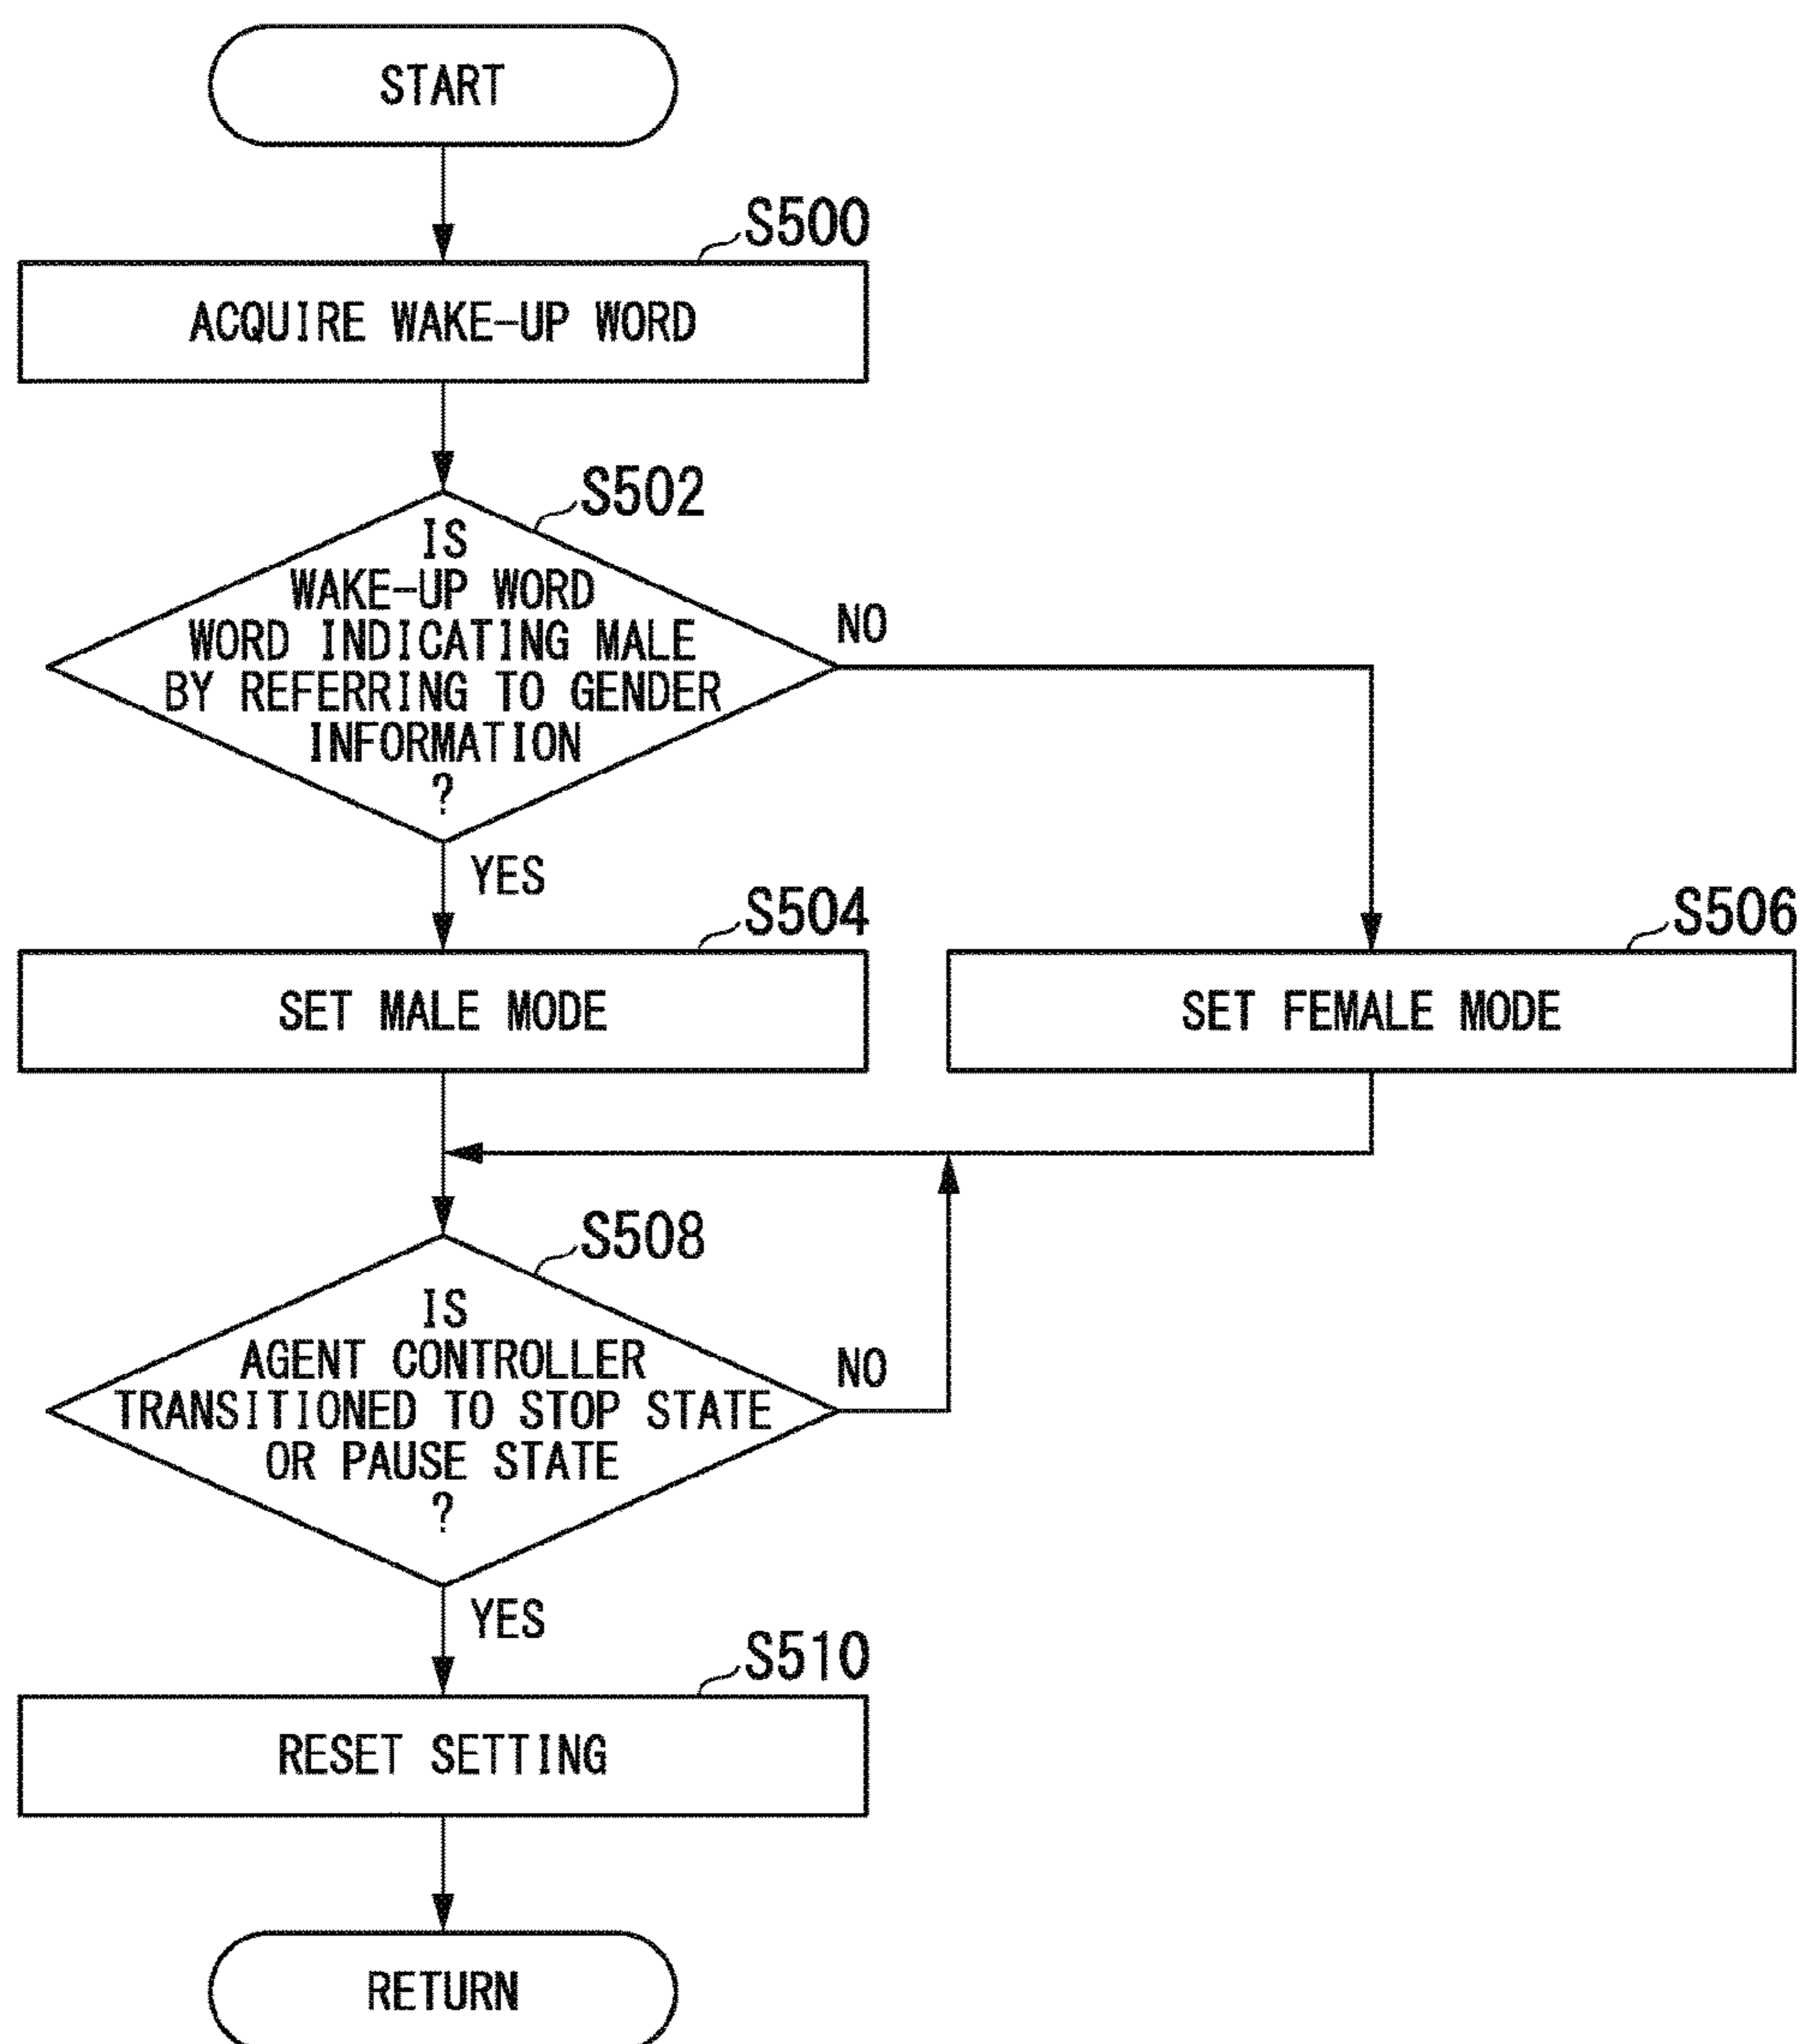 START
S500
ACQUIRE WAKE-UP WORD
S502
IS
WAKE-UP WORD
WORD INDICATING MALE
BY REFERRING TO GENDER
INFORMATION
?
NO
YES
S504
SET MALE MODE
S506
SET FEMALE MODE
S508
IS
AGENT CONTROLLER
TRANSITIONED TO STOP STATE
OR PAUSE STATE
?
NO
YES
S510
RESET SETTING
RETURN